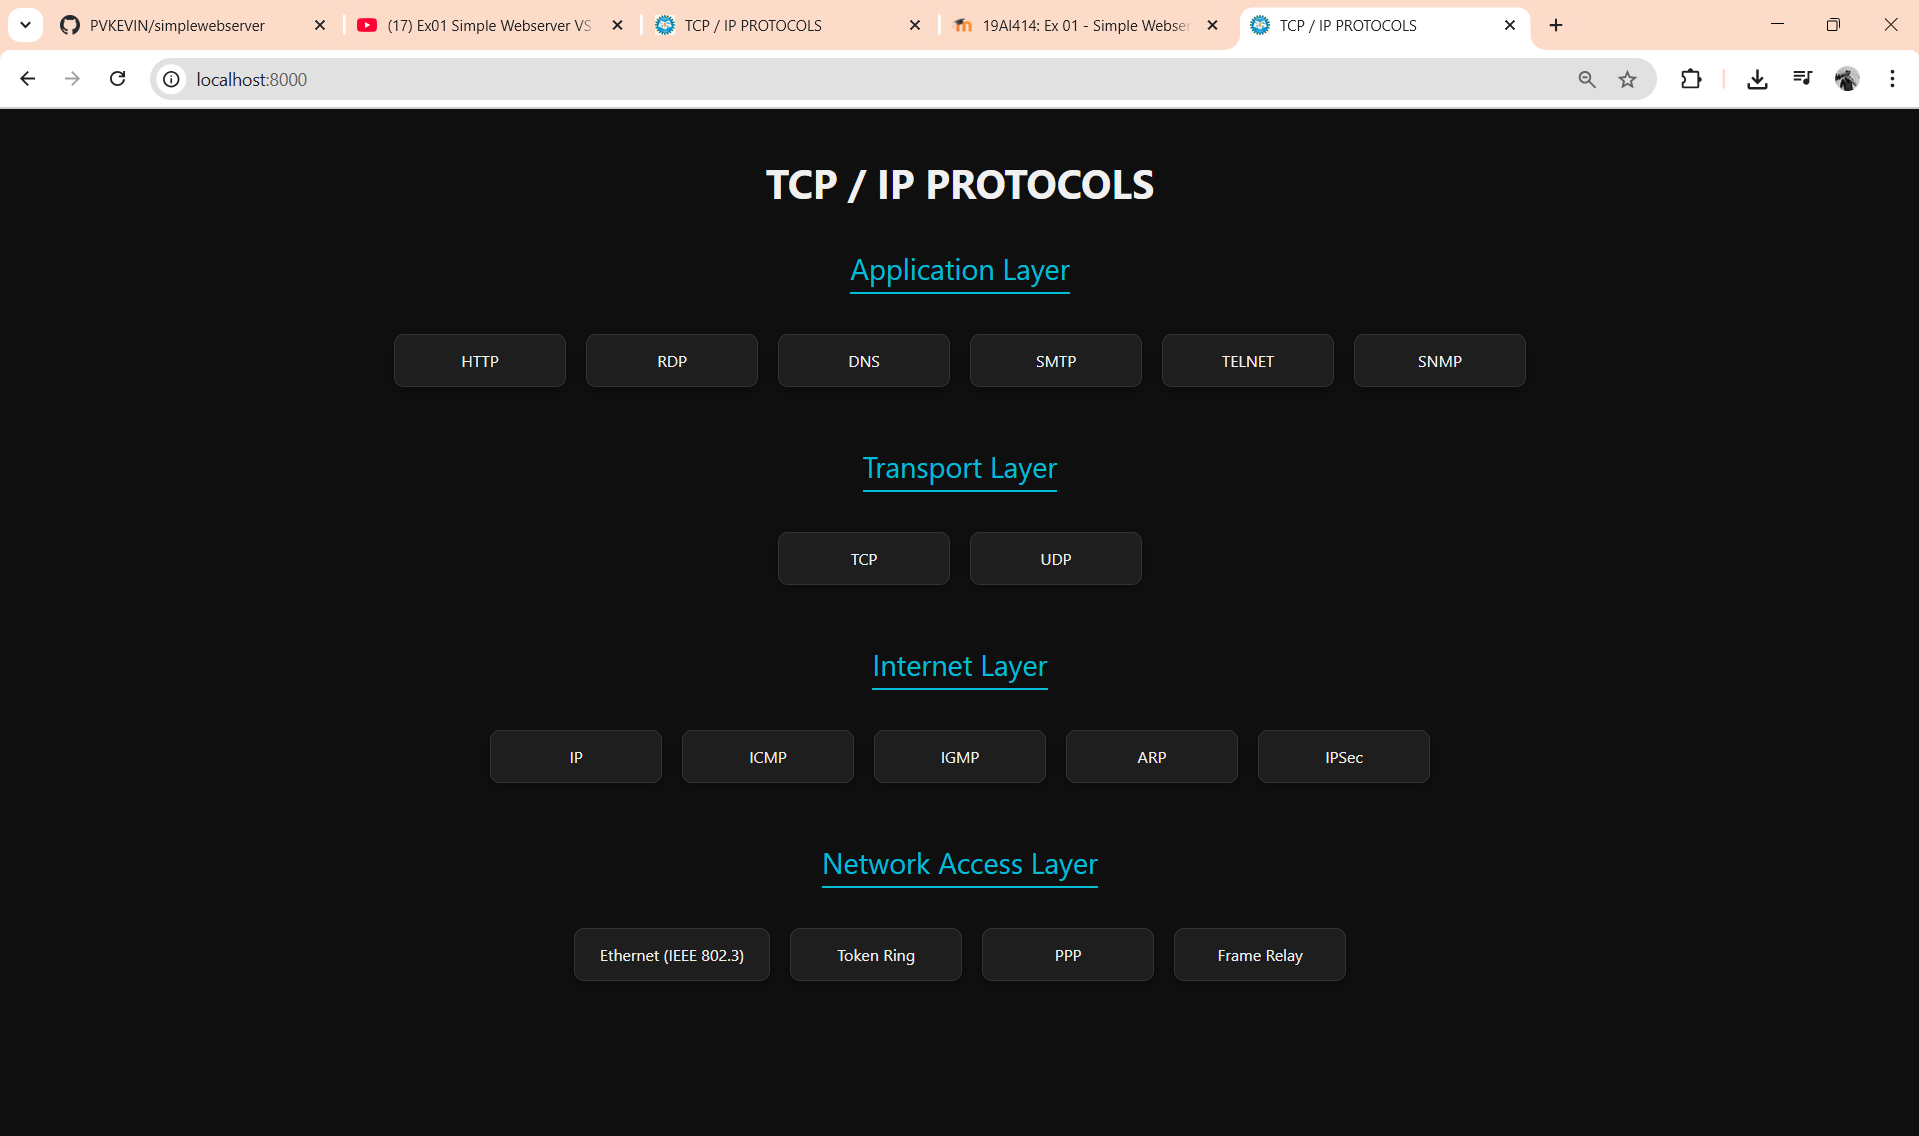 PVKEVIN/simplewebserver
(17) Ex01 Simple Webserver VS
TCP / IP PROTOCOLS
19AI414: Ex 01 - Simple Webser
TCP / IP PROTOCOLS
localhost:8000
TCP / IP PROTOCOLS
Application Layer
HTTP RDP DNS SMTP TELNET SNMP
Transport Layer
TCP UDP
Internet Layer
IP ICMP IGMP ARP IPSec
Network Access Layer
Ethernet (IEEE 802.3) Token Ring PPP Frame Relay